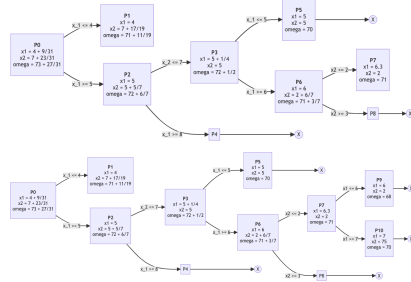 P0
x1 = 4 + 9/31
x2 = 7 + 23/31
omega = 73 + 27/31
x_1 <= 4
x_1 >= 5
P1
x1 = 4
x2 = 7 + 17/19
omega = 71 + 11/19
P2
x1 = 5
x2 = 5 + 5/7
omega = 72 + 6/7
x_2 <= 7
x_1 >= 8
P3
x1 = 5 + 1/4
x2 = 5
omega = 72 + 1/2
P4
X
x_1 <= 5
x_1 >= 6
P5
x1 = 5
x2 = 5
omega = 70
X
P6
x1 = 6
x2 = 2 + 6/7
omega = 71 + 3/7
x2 <= 2
x2 >= 3
P7
x1 = 6.3
x2 = 2
omega = 71
P8
P0
x1 = 4 + 9/31
x2 = 7 + 23/31
omega = 73 + 27/31
x_1 <= 4
x_1 >= 5
P1
x1 = 4
x2 = 7 + 17/19
omega = 71 + 11/19
P2
x1 = 5
x2 = 5 + 5/7
omega = 72 + 6/7
x_2 <= 7
P3
x1 = 5 + 1/4
x2 = 5
omega = 72 + 1/2
P4
X
x_1 <= 5
x_1 >= 6
P5
x1 = 5
x2 = 5
omega = 70
X
P6
x1 = 6
x2 = 2 + 6/7
omega = 71 + 3/7
x2 <= 2
x2 >= 3
P7
x1 = 6.3
x2 = 2
omega = 71
P8
X
x1 <= 6
x1 >= 7
P9
x1 = 6
x2 = 2
omega = 68
P10
x1 = 7
x2 = 75
omega = 70